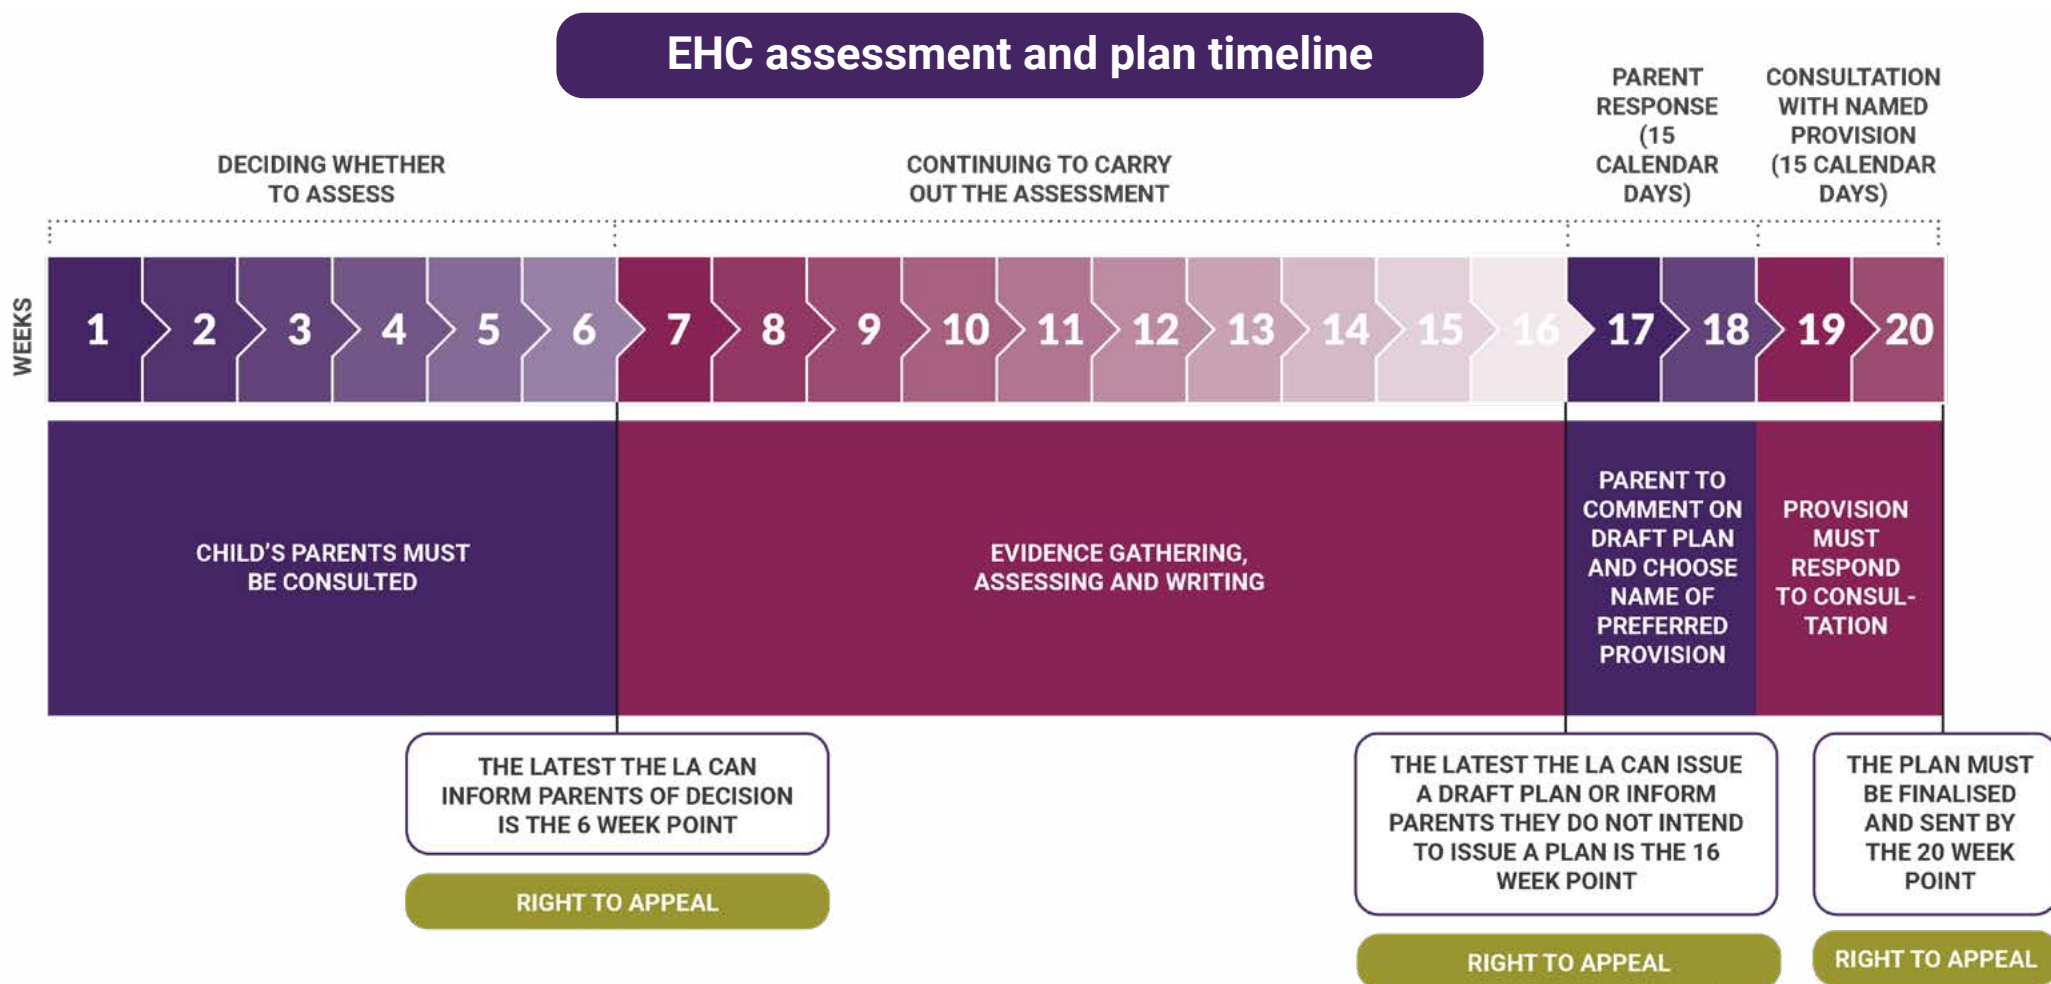 EHC assessment and plan timeline
DECIDING WHETHER
TO ASSESS
CONTINUING TO CARRY
OUT THE ASSESSMENT
PARENT
RESPONSE
(15
CALENDAR
DAYS)
CONSULTATION
WITH NAMED
PROVISION
(15 CALENDAR
DAYS)
WEEKS
1 2 3 4 5 6 7 8 9 10 11 12 13 14 15 16 17 18 19 20
CHILD'S PARENTS MUST
BE CONSULTED
EVIDENCE GATHERING,
ASSESSING AND WRITING
PARENT TO
COMMENT ON
DRAFT PLAN
AND CHOOSE
NAME OF
PREFERRED
PROVISION
PROVISION
MUST
RESPOND
TO CONSUL-
TATION
THE LATEST THE LA CAN
INFORM PARENTS OF DECISION
IS THE 6 WEEK POINT
RIGHT TO APPEAL
THE LATEST THE LA CAN ISSUE
A DRAFT PLAN OR INFORM
PARENTS THEY DO NOT INTEND
TO ISSUE A PLAN IS THE 16
WEEK POINT
RIGHT TO APPEAL
THE PLAN MUST
BE FINALISED
AND SENT BY
THE 20 WEEK
POINT
RIGHT TO APPEAL